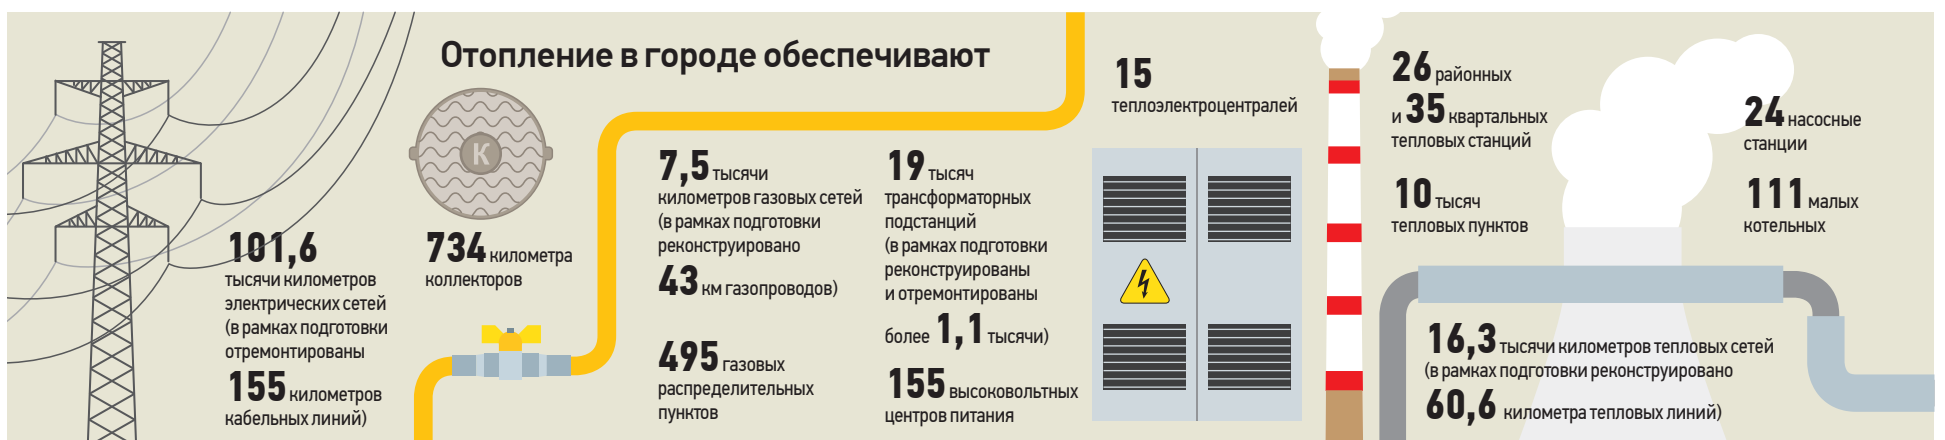 Отопление в городе обеспечивают
К
101,6
тысячи километров
электрических сетей
(в рамках подготовки
отремонтированы
155 километров
кабельных линий)
734 километра
коллекторов
7,5 тысячи
километров газовых сетей
(в рамках подготовки
реконструировано
43 км газопроводов)
495 газовых
распределительных
пунктов
19 тысяч
трансформаторных
подстанций
(в рамках подготовки
реконструированы
и отремонтированы
более 1,1 тысячи)
155 высоковольтных
центров питания
15
теплоэлектроцентралей
26 районных
и 35 квартальных
тепловых станций
10 тысяч
тепловых пунктов
24 насосные
станции
111 малых
котельных
16,3 тысячи километров тепловых сетей
(в рамках подготовки реконструировано
60,6 километра тепловых линий)